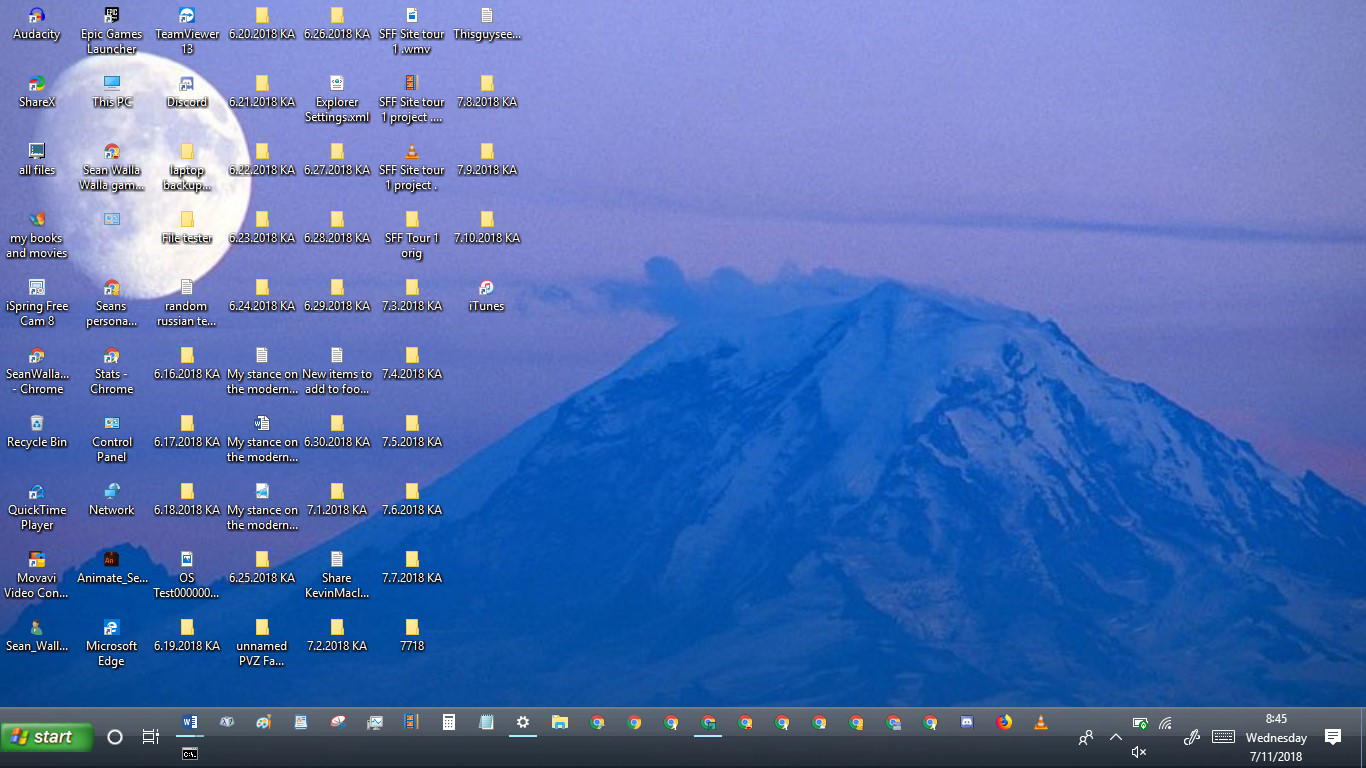 Audacity
Epic Games
Launcher
TeamViewer
13
6.20.2018 KA
6.26.2018 KA
SFF Site tour
1 .wmv
Thisguysee...
ShareX
This PC
Discord
6.21.2018 KA
Explorer
Settings.xml
SFF Site tour
1 project ....
7.8.2018 KA
all files
Sean Walla
Walla gam...
laptop
backup...
6.22.2018 KA
6.27.2018 KA
SFF Site tour
1 project .
7.9.2018 KA
my books
and movies
File tester
6.23.2018 KA
6.28.2018 KA
SFF Tour 1
orig
7.10.2018 KA
iSpring Free
Cam 8
Seans
persona...
random
russian te...
6.24.2018 KA
6.29.2018 KA
7.3.2018 KA
iTunes
SeanWalla...
- Chrome
Stats -
Chrome
6.16.2018 KA
My stance on
the modern...
New items to
add to foo...
7.4.2018 KA
Recycle Bin
Control
Panel
6.17.2018 KA
My stance on
the modern...
6.30.2018 KA
7.5.2018 KA
QuickTime
Player
Network
6.18.2018 KA
My stance on
the modern...
7.1.2018 KA
7.6.2018 KA
Movavi
Video Con...
Animate_Se...
OS
Test000000...
6.25.2018 KA
Share
KevinMacl...
7.7.2018 KA
Sean_Wall...
Microsoft
Edge
6.19.2018 KA
unnamed
PVZ Fa...
7.2.2018 KA
7718
start
8:45
Wednesday
7/11/2018